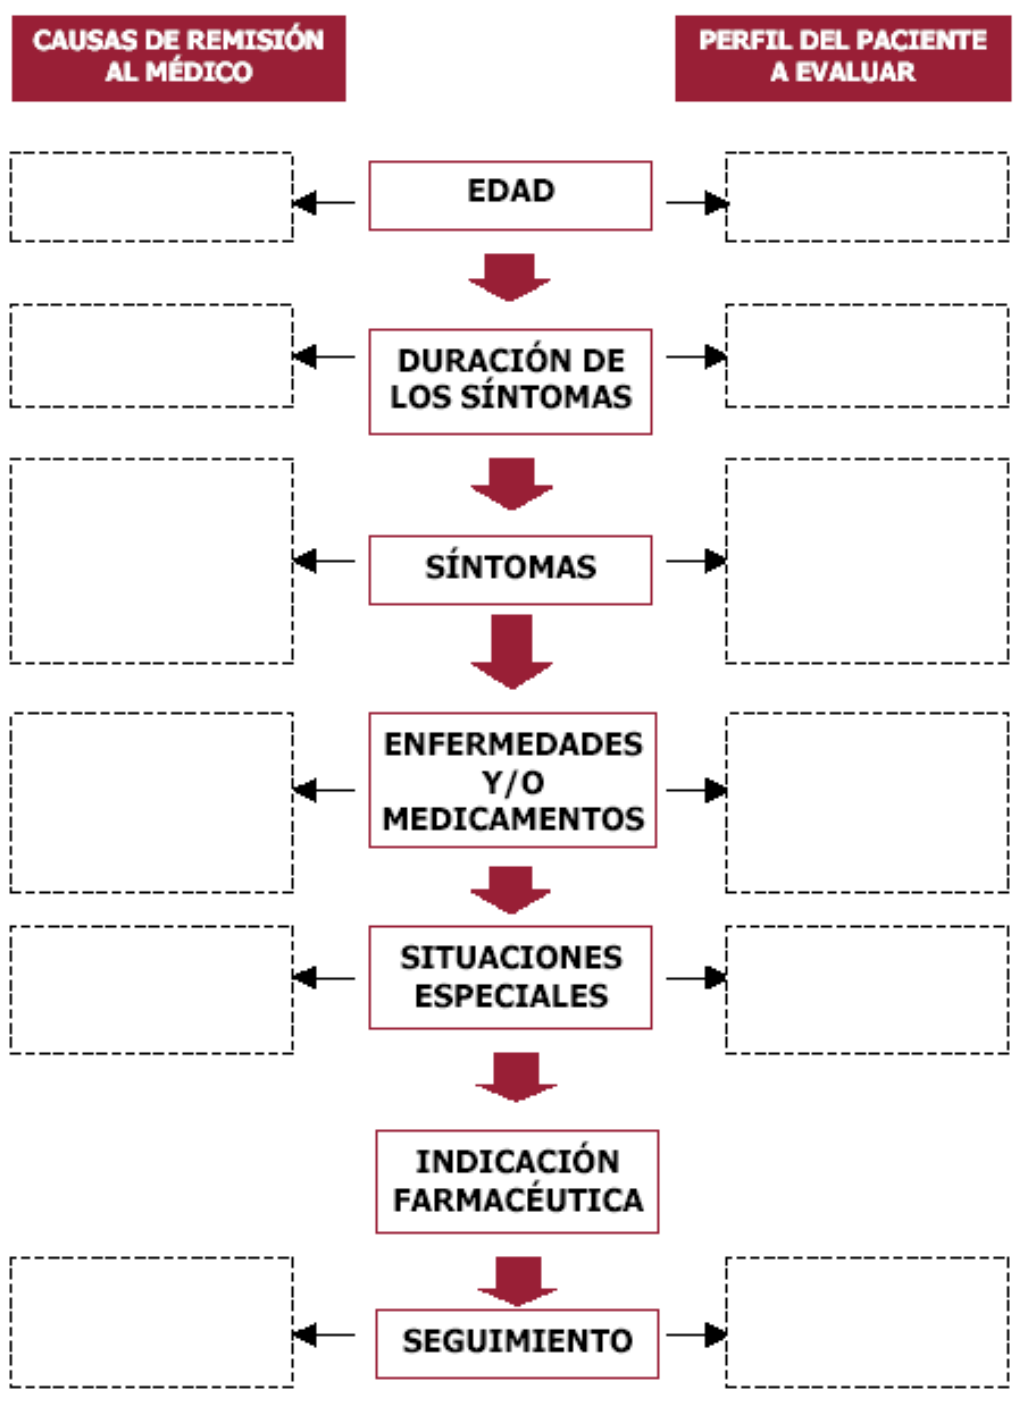 CAUSAS DE REMISIÓN
AL MÉDICO
PERFIL DEL PACIENTE
A EVALUAR
EDAD
DURACIÓN DE
LOS SÍNTOMAS
SÍNTOMAS
ENFERMEDADES
Y/O
MEDICAMENTOS
SITUACIONES
ESPECIALES
INDICACIÓN
FARMACÉUTICA
SEGUIMIENTO